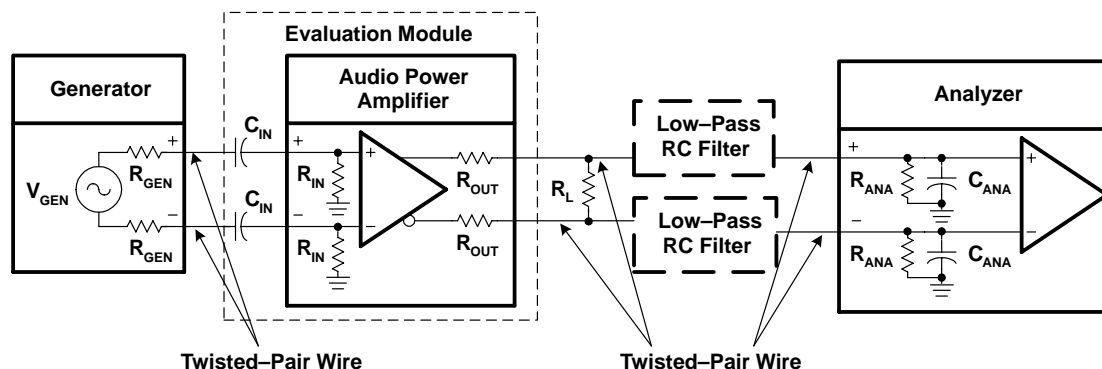 Evaluation Module
Generator
Audio Power
Amplifier
Analyzer
Low–Pass
RC Filter
Low–Pass
RC Filter
V_GEN
R_GEN
R_GEN
+
–
C_IN
C_IN
+
–
R_IN
R_IN
+
–
R_OUT
R_OUT
R_L
+
–
R_ANA
C_ANA
R_ANA
C_ANA
+
–
Twisted–Pair Wire
Twisted–Pair Wire